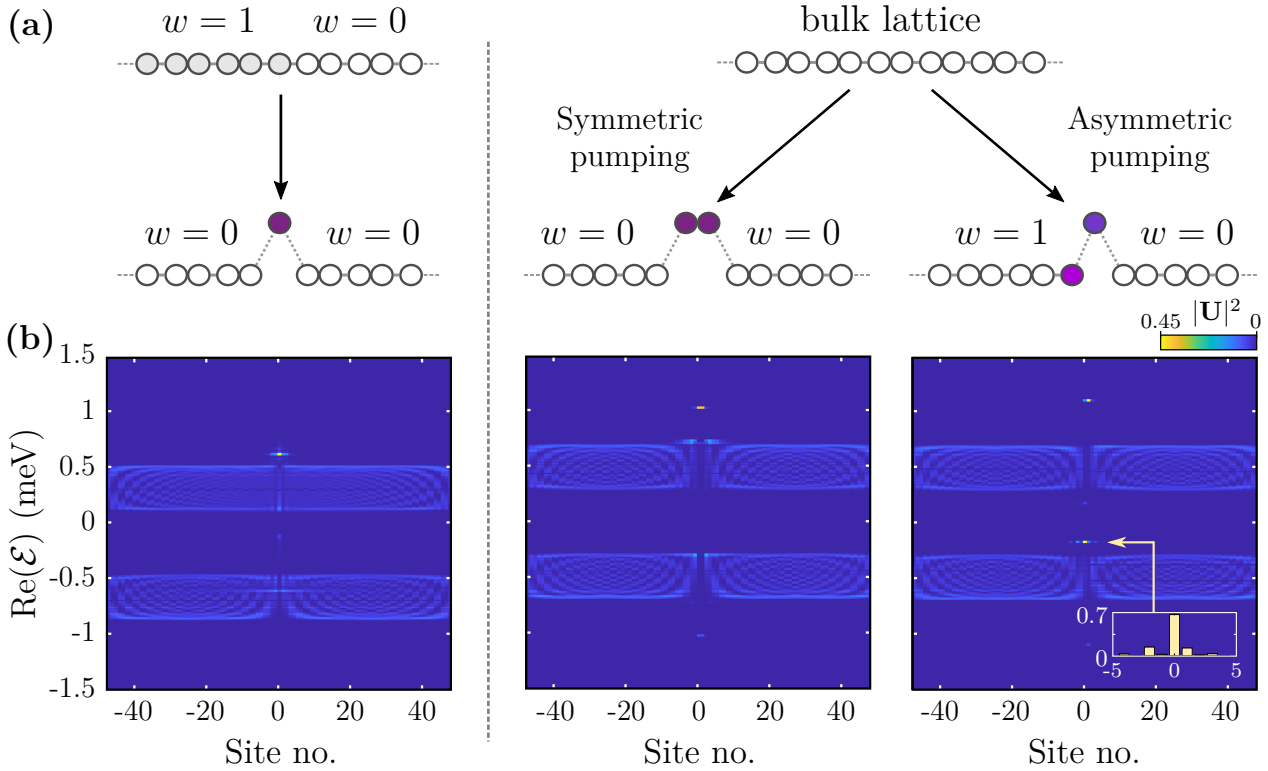 (a)
w = 1 w = 0
bulk lattice
Symmetric
pumping
Asymmetric
pumping
w = 0 w = 0
w = 0 w = 0
w = 1 w = 0
(b)
0.45 |U|² 0
Re(ℰ) (meV)
1.5
1
0.5
0
-0.5
-1
-1.5
-40 -20 0 20 40
Site no.
-40 -20 0 20 40
Site no.
0.7
0
-5 0 5
-40 -20 0 20 40
Site no.